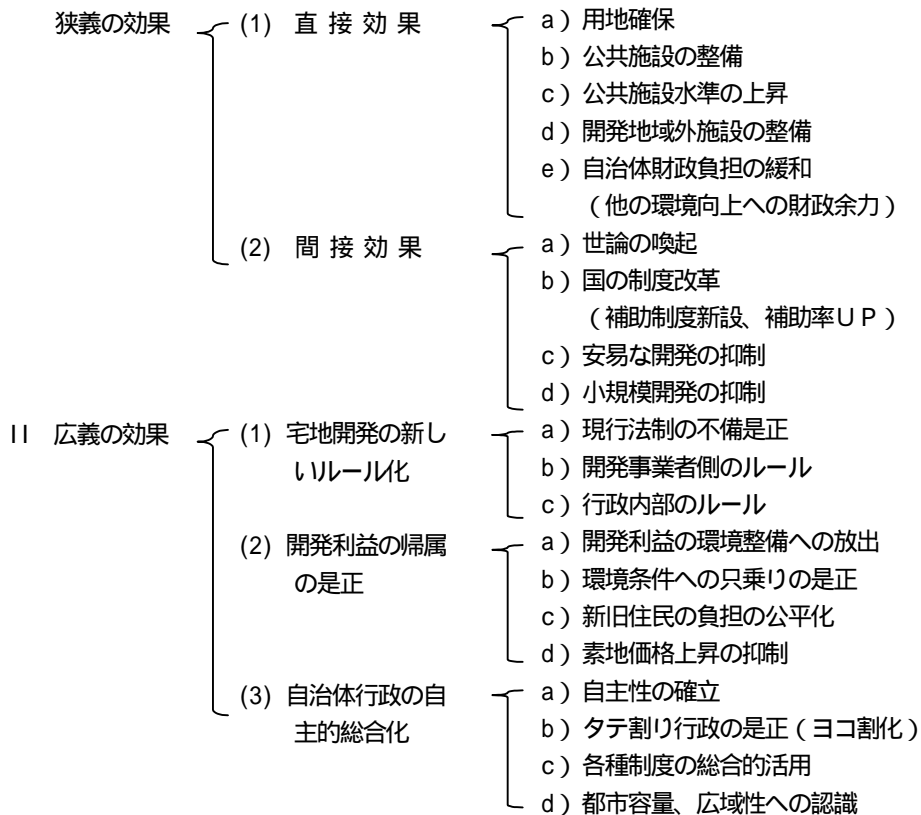 狭義の効果 (1) 直 接 効 果 a)用地確保
b)公共施設の整備
c)公共施設水準の上昇
d)開発地域外施設の整備
e)自治体財政負担の緩和
(他の環境向上への財政余力)
(2) 間 接 効 果 a)世論の喚起
b)国の制度改革
(補助制度新設、補助率UP)
c)安易な開発の抑制
d)小規模開発の抑制
II 広義の効果 (1) 宅地開発の新し a)現行法制の不備是正
いルール化 b)開発事業者側のルール
c)行政内部のルール
(2) 開発利益の帰属 a)開発利益の環境整備への放出
の是正 b)環境条件への只乗りの是正
c)新旧住民の負担の公平化
d)素地価格上昇の抑制
(3) 自治体行政の自 a)自主性の確立
主的総合化 b)タテ割り行政の是正(ヨコ割化)
c)各種制度の総合的活用
d)都市容量、広域性への認識